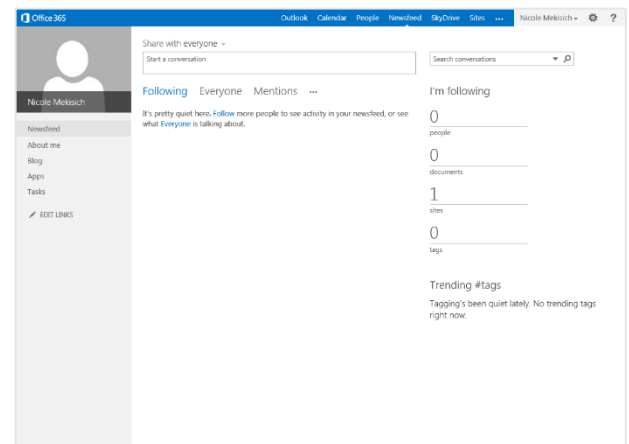 Office 365
Outlook Calendar People Newsfeed SkyDrive Sites ... Nicole Mekisich ?
Nicole Mekisich
Newsfeed
About me
Blog
Apps
Tasks
EDIT LINKS
Share with everyone
Start a conversation
Following Everyone Mentions ...
It's pretty quiet here. Follow more people to see activity in your newsfeed, or see
what Everyone is talking about.
Search conversations
I'm following
0
people
0
documents
1
sites
0
tags
Trending #tags
Tagging's been quiet lately. No trending tags
right now.